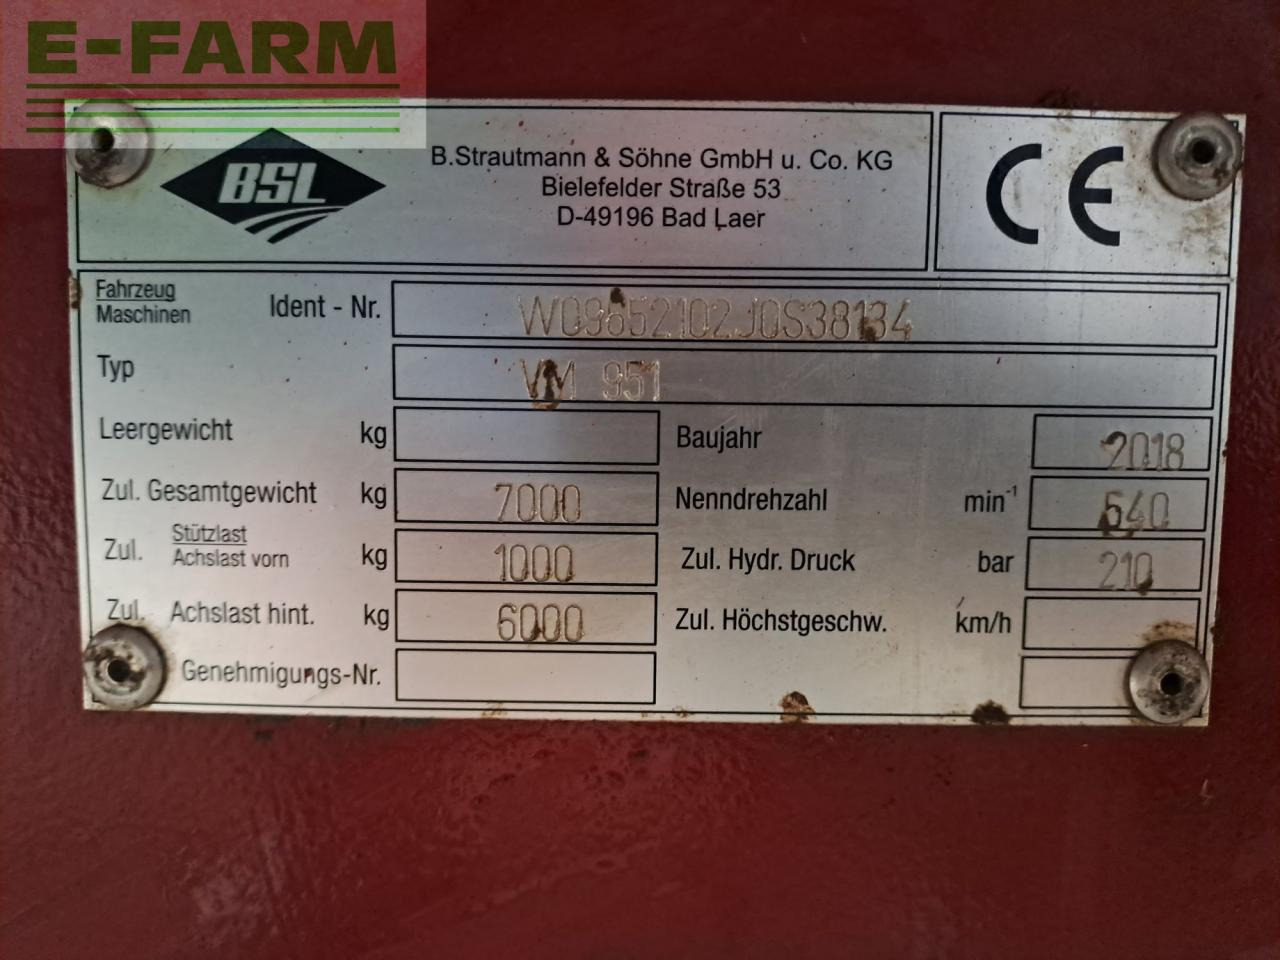 E-FARM
BSL
B.Strautmann & Söhne GmbH u. Co. KG
Bielefelder Straße 53
D-49196 Bad Laer
CE
Fahrzeug
Maschinen
Ident - Nr. W09652102J0S38134
Typ VM 951
Leergewicht kg
Baujahr 2018
Zul. Gesamtgewicht kg 7000
Nenndrehzahl min⁻¹ 540
Zul. Stützlast
Achslast vorn kg 1000
Zul. Hydr. Druck bar 210
Zul. Achslast hint. kg 6000
Zul. Höchstgeschw. km/h
Genehmigungs-Nr.